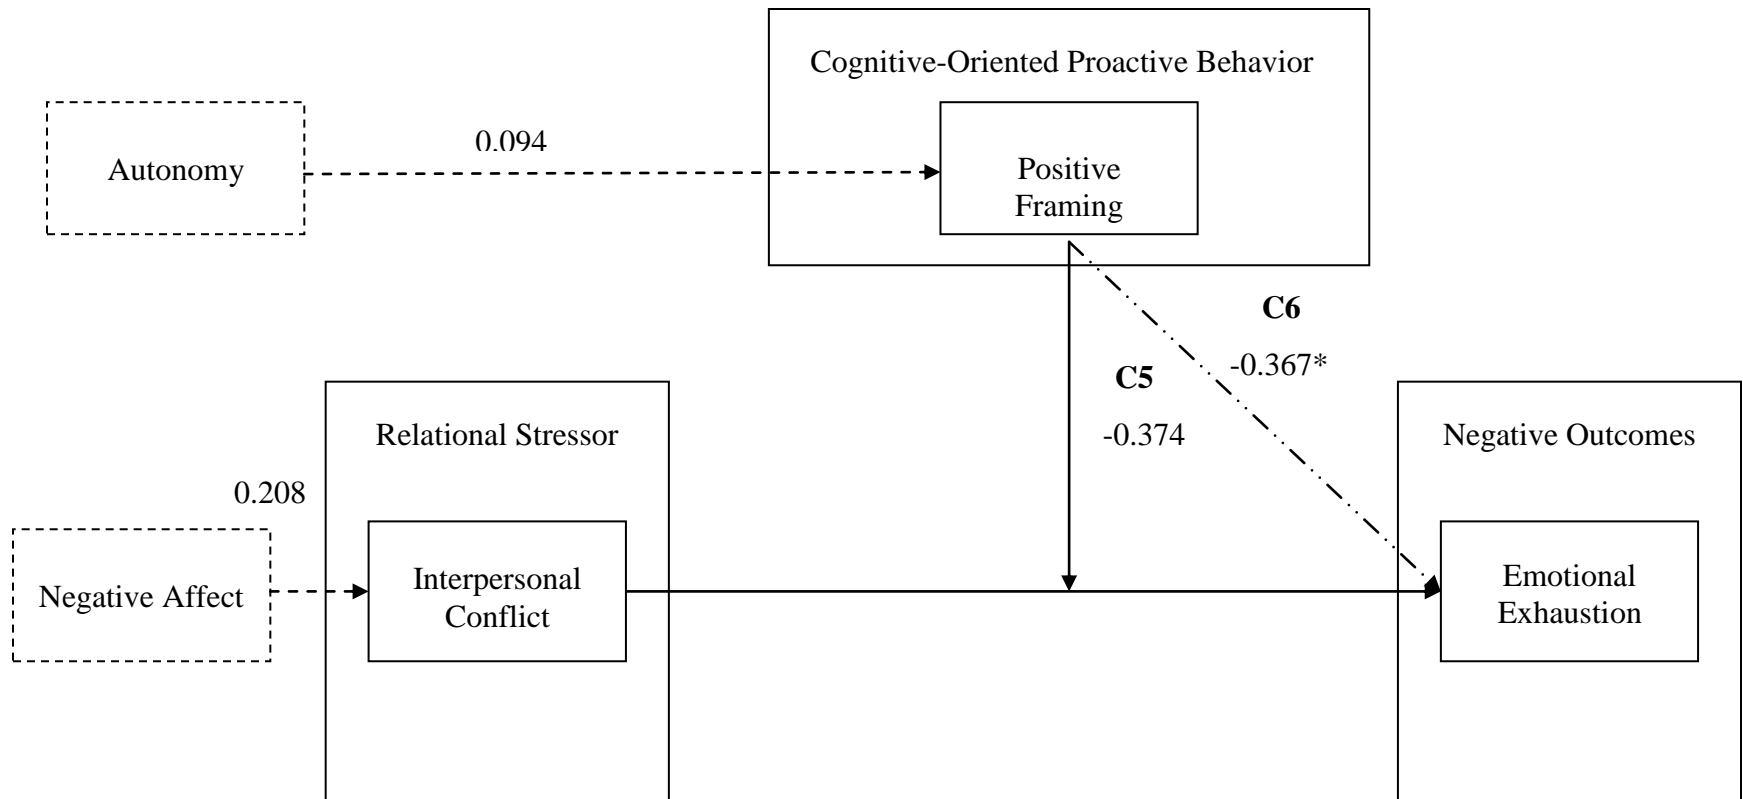 Cognitive-Oriented Proactive Behavior
0.094
Autonomy
Positive
Framing
C6
-0.367*
C5
-0.374
Relational Stressor
Negative Outcomes
0.208
Negative Affect
Interpersonal
Conflict
Emotional
Exhaustion